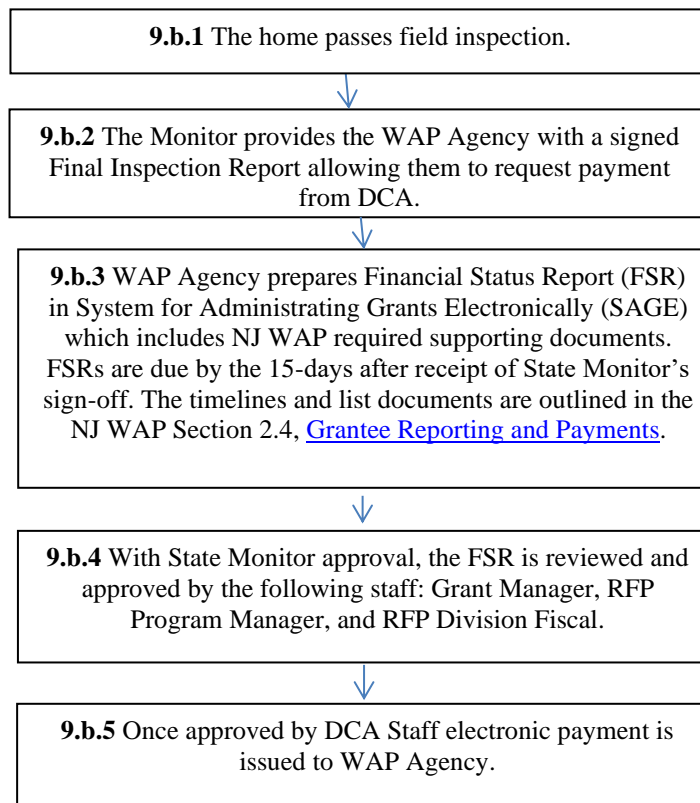 9.b.1 The home passes field inspection.
9.b.2 The Monitor provides the WAP Agency with a signed
Final Inspection Report allowing them to request payment
from DCA.
9.b.3 WAP Agency prepares Financial Status Report (FSR)
in System for Administrating Grants Electronically (SAGE)
which includes NJ WAP required supporting documents.
FSRs are due by the 15-days after receipt of State Monitor’s
sign-off. The timelines and list documents are outlined in the
NJ WAP Section 2.4, Grantee Reporting and Payments.
9.b.4 With State Monitor approval, the FSR is reviewed and
approved by the following staff: Grant Manager, RFP
Program Manager, and RFP Division Fiscal.
9.b.5 Once approved by DCA Staff electronic payment is
issued to WAP Agency.